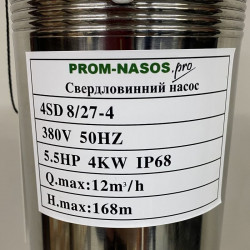 PROM-NASOS.pro
Свердловинний насос
4SD 8/27-4
380V 50HZ
5.5HP 4KW IP68
Q.max:12m³/h
H.max:168m